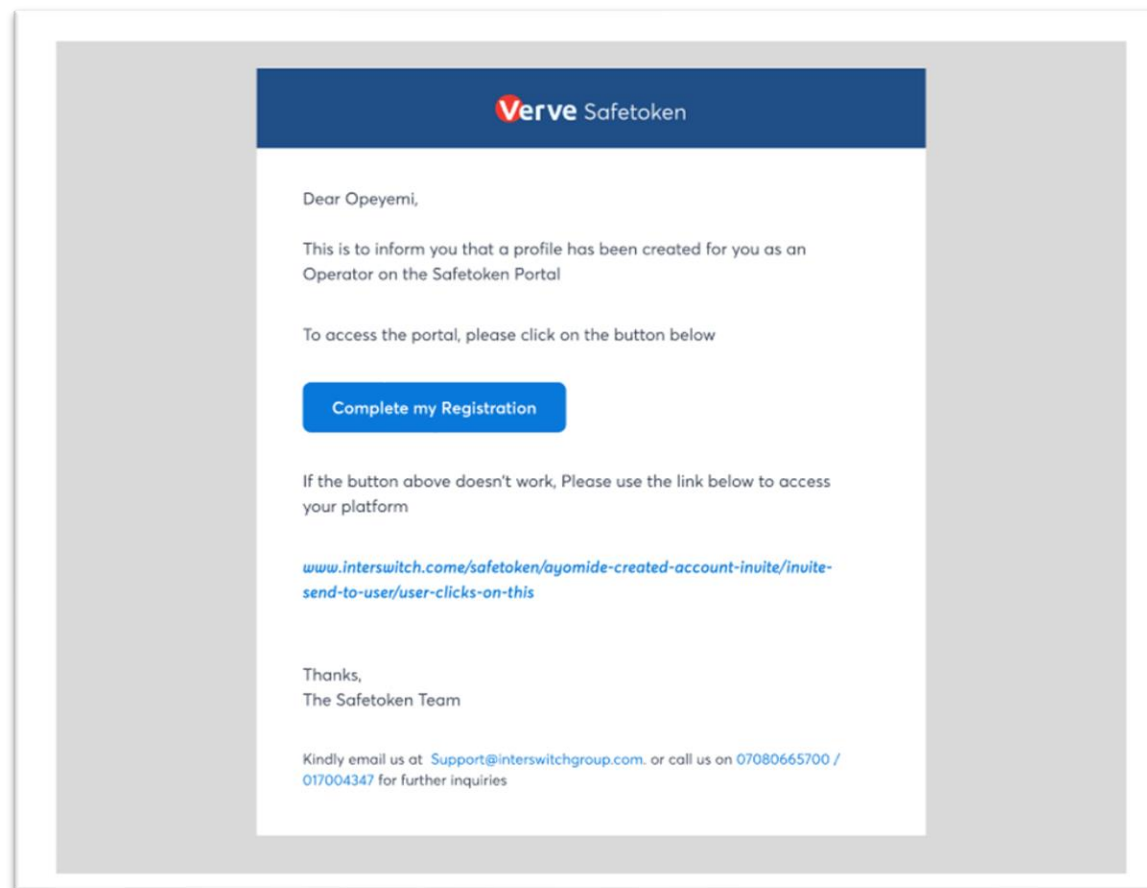 Verve Safetoken
Dear Opeyemi,
This is to inform you that a profile has been created for you as an
Operator on the Safetoken Portal
To access the portal, please click on the button below
Complete my Registration
If the button above doesn't work, Please use the link below to access
your platform
www.interswitch.come/safetoken/ayomide-created-account-invite/invite-
send-to-user/user-clicks-on-this
Thanks,
The Safetoken Team
Kindly email us at Support@interswitchgroup.com. or call us on 07080665700 /
017004347 for further inquiries